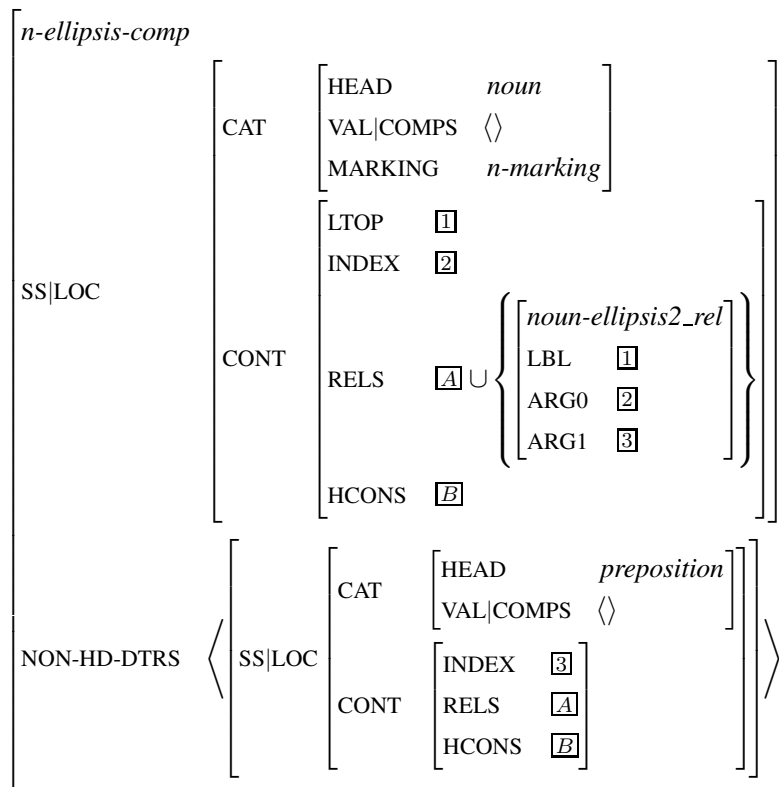 n-ellipsis-comp
HEAD noun
CAT VAL|COMPS ⟨⟩
MARKING n-marking
LTOP 1
INDEX 2
SS|LOC
noun-ellipsis2_rel
LBL 1
CONT RELS A ∪
ARG0 2
ARG1 3
HCONS B
HEAD preposition
CAT
VAL|COMPS ⟨⟩
NON-HD-DTRS ⟨ SS|LOC ⟩
INDEX 3
CONT RELS A
HCONS B